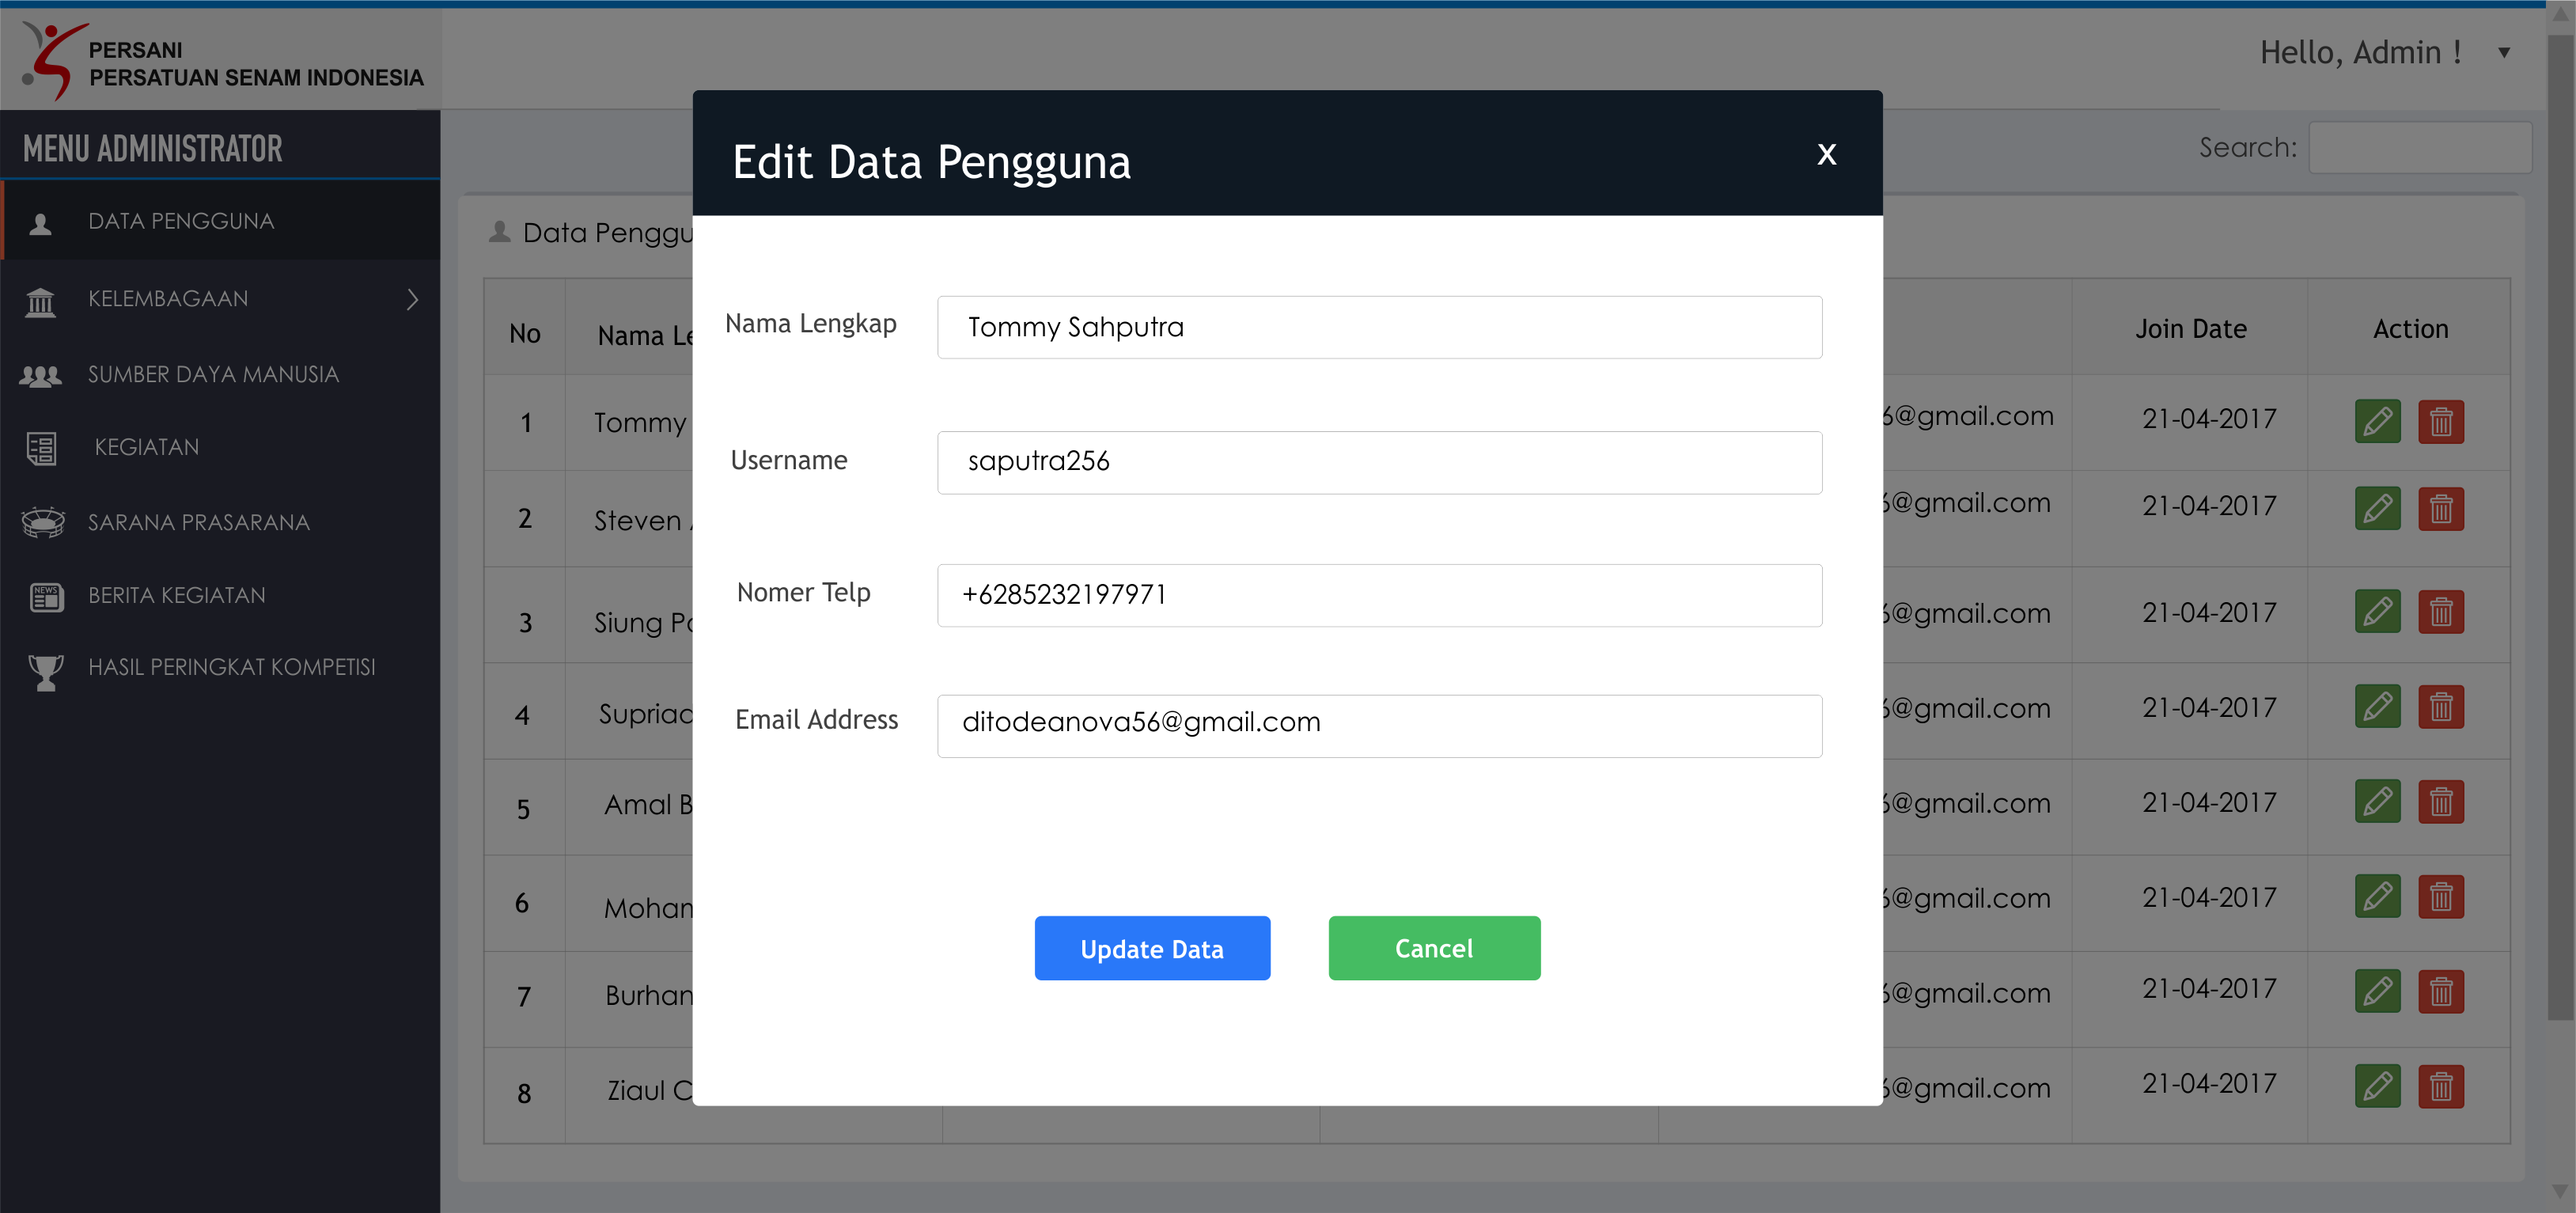 PERSANI
PERSATUAN SENAM INDONESIA
Hello, Admin !
MENU ADMINISTRATOR
Search:
DATA PENGGUNA
KELEMBAGAAN
SUMBER DAYA MANUSIA
KEGIATAN
SARANA PRASARANA
NEWS
BERITA KEGIATAN
HASIL PERINGKAT KOMPETISI
Edit Data Pengguna
X
Nama Lengkap
Tommy Sahputra
Username
saputra256
Nomer Telp
+6285232197971
Email Address
ditodeanova56@gmail.com
Update Data
Cancel
Data Penggu
No Nama Le Join Date Action
1 Tommy 6@gmail.com 21-04-2017
2 Steven 6@gmail.com 21-04-2017
3 Siung 6@gmail.com 21-04-2017
4 6@gmail.com 21-04-2017
5 Amal B 6@gmail.com 21-04-2017
6 6@gmail.com 21-04-2017
7 Burhan 6@gmail.com 21-04-2017
8 Ziaul C 6@gmail.com 21-04-2017